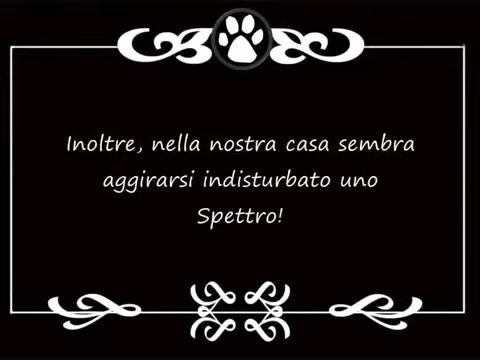 Inoltre, nella nostra casa sembra
aggirarsi indisturbato uno
Spettro!